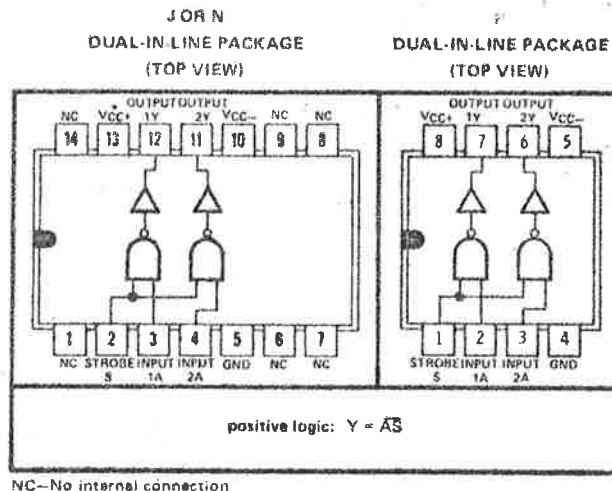 J OR N
DUAL-IN-LINE PACKAGE
(TOP VIEW)
OUTPUT OUTPUT
NC VCC+ 1Y 2Y VCC- NC NC
14 13 12 11 10 9 8
1 2 3 4 5 6 7
NC STROBE INPUT INPUT GND NC NC
S 1A 2A
DUAL-IN-LINE PACKAGE
(TOP VIEW)
OUTPUT OUTPUT
VCC+ 1Y 2Y VCC-
8 7 6 5
1 2 3 4
STROBE INPUT INPUT GND
S 1A 2A
positive logic: Y = A̅S̅
NC—No internal connection